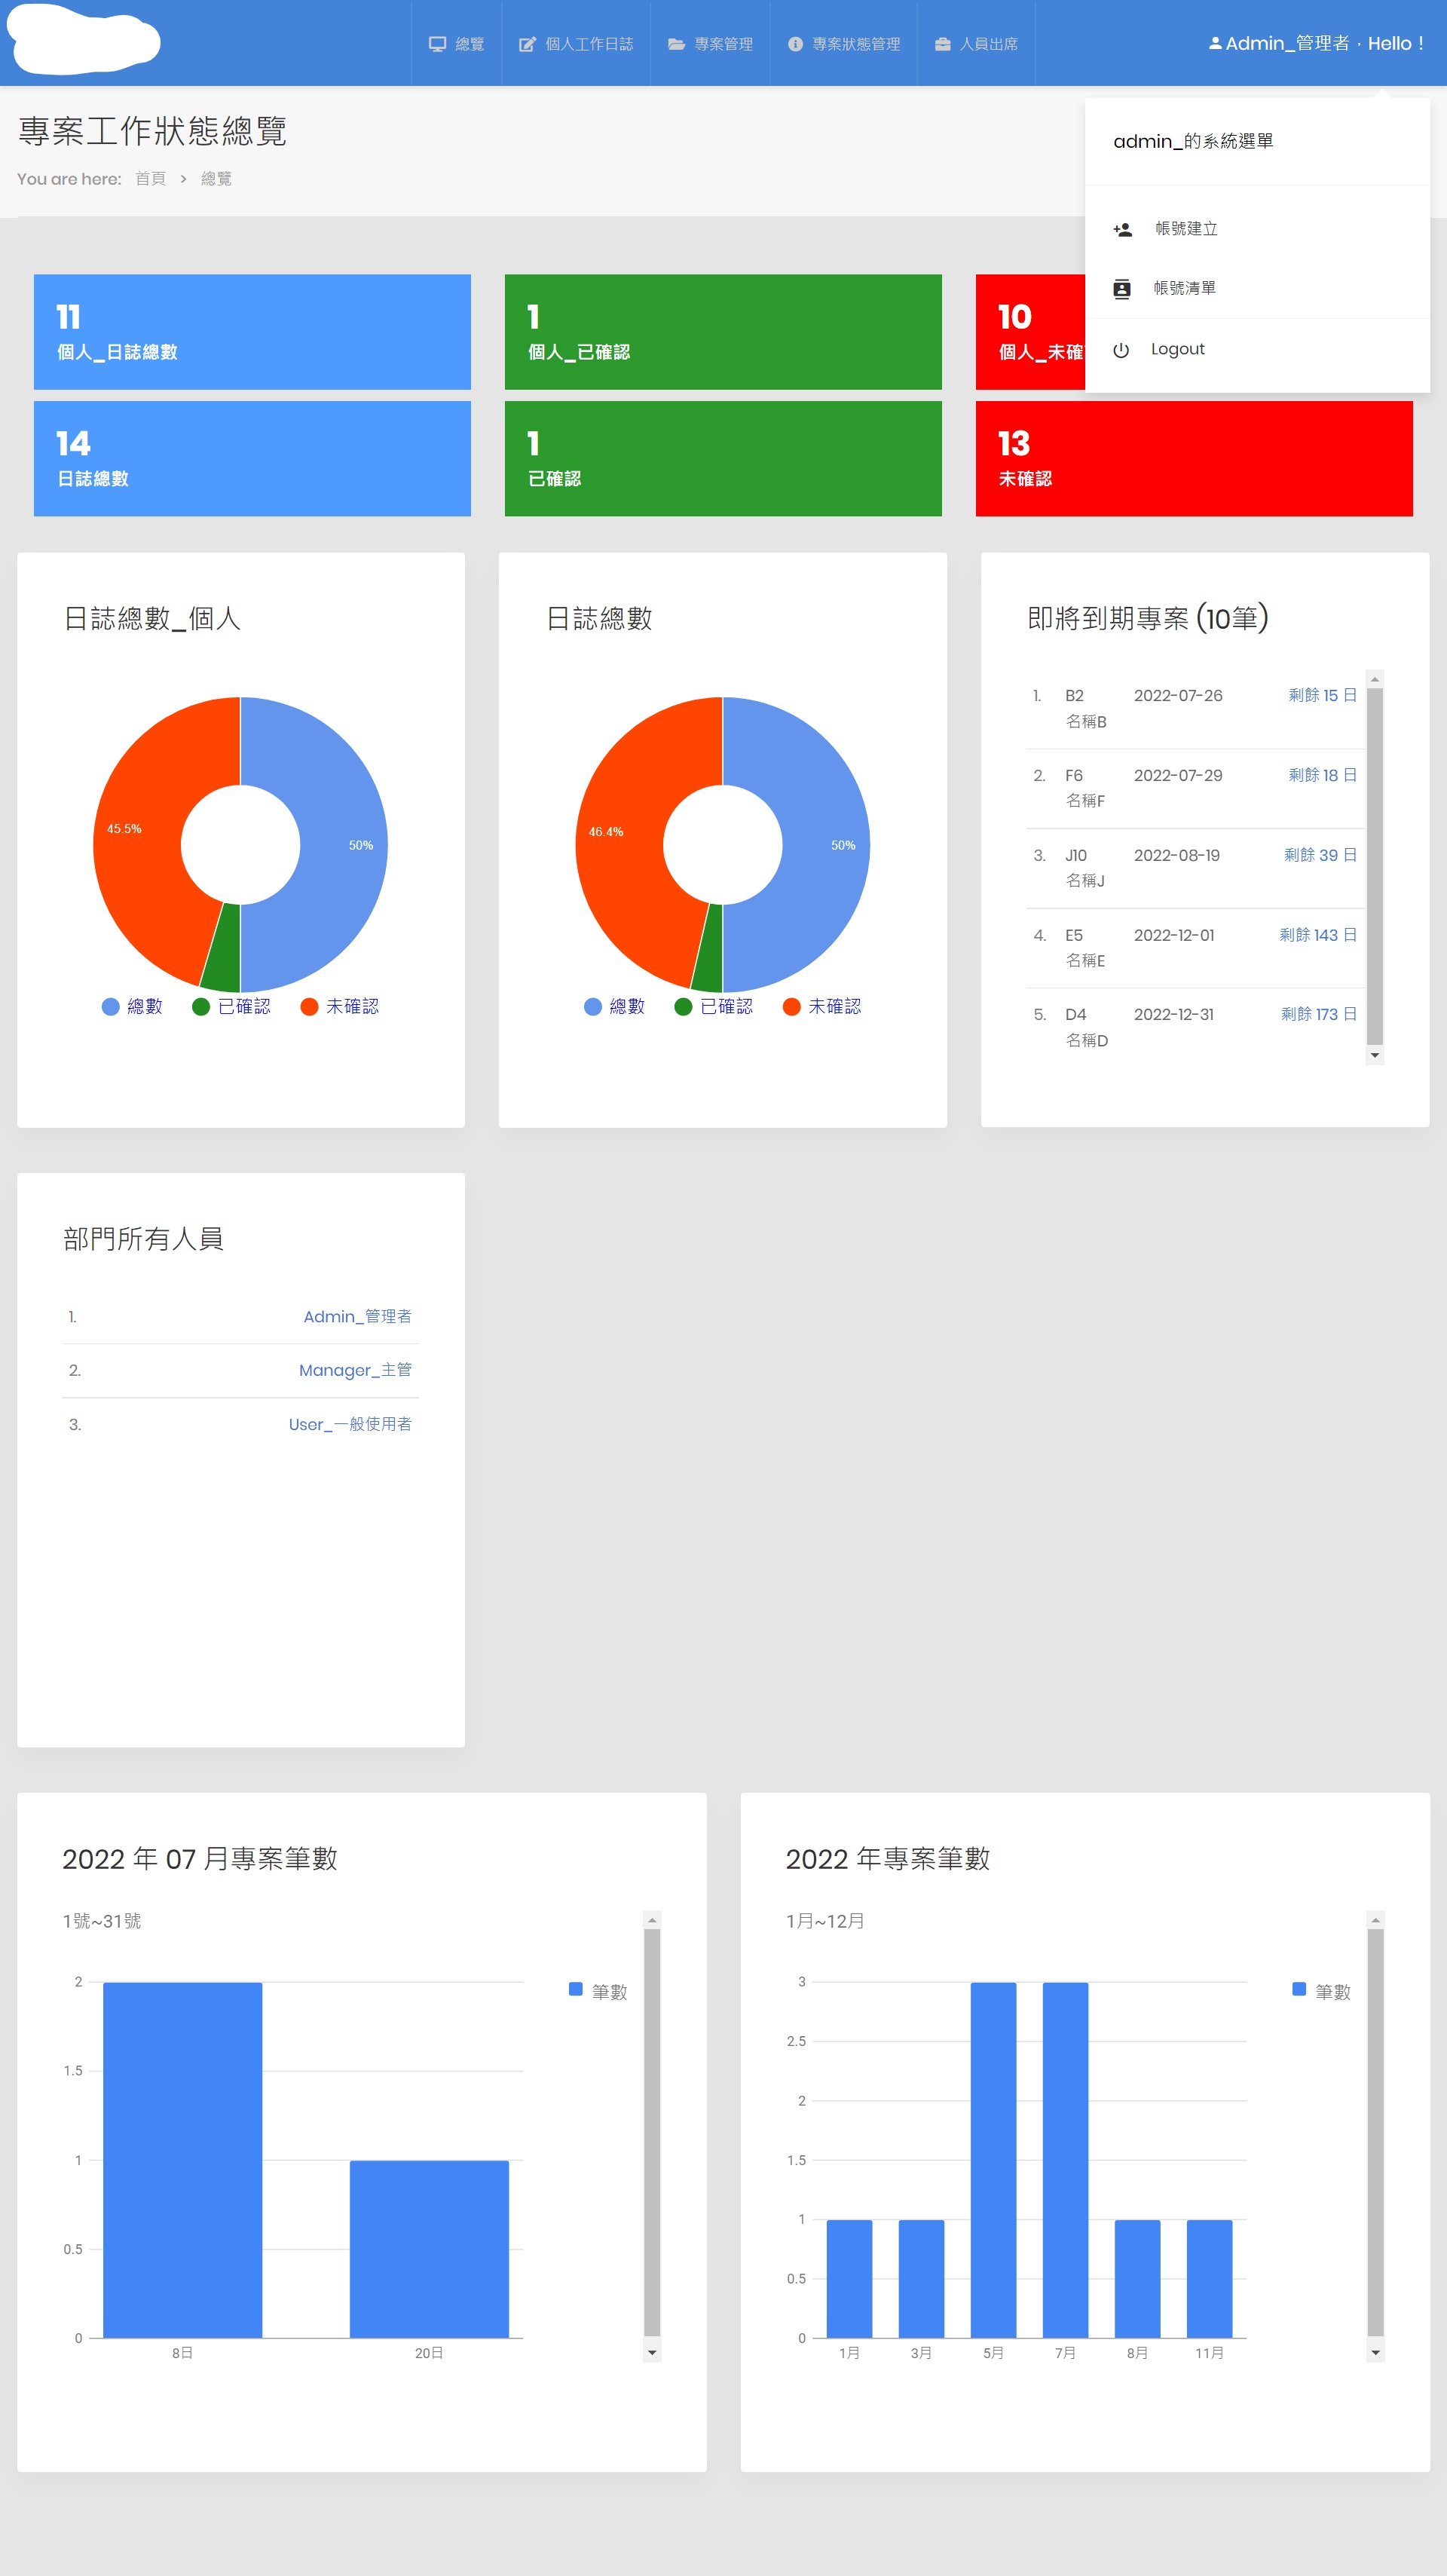 總覽
個人工作日誌
專案管理
專案狀態管理
人員出席
Admin_管理者，Hello！
專案工作狀態總覽
You are here: 首頁 > 總覽
admin_的系統選單
帳號建立
帳號清單
Logout
11
個人_日誌總數
1
個人_已確認
10
個人_未確
14
日誌總數
1
已確認
13
未確認
日誌總數_個人
45.5%
50%
總數 已確認 未確認
日誌總數
46.4%
50%
總數 已確認 未確認
即將到期專案 (10筆)
1. B2 2022-07-26 剩餘 15 日
名稱B
2. F6 2022-07-29 剩餘 18 日
名稱F
3. J10 2022-08-19 剩餘 39 日
名稱J
4. E5 2022-12-01 剩餘 143 日
名稱E
5. D4 2022-12-31 剩餘 173 日
名稱D
部門所有人員
1. Admin_管理者
2. Manager_主管
3. User_一般使用者
2022 年 07 月專案筆數
1號~31號
2
1.5
1
0.5
0
8日 20日
筆數
2022 年專案筆數
1月~12月
3
2.5
2
1.5
1
0.5
0
1月 3月 5月 7月 8月 11月
筆數